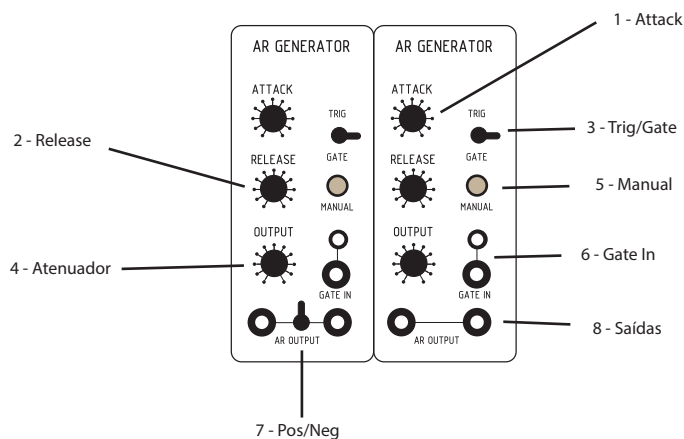 1 - Attack
AR GENERATOR
AR GENERATOR
ATTACK
ATTACK
TRIG
TRIG
3 - Trig/Gate
2 - Release
RELEASE
GATE
RELEASE
GATE
5 - Manual
MANUAL
MANUAL
OUTPUT
OUTPUT
6 - Gate In
4 - Atenuador
GATE IN
GATE IN
8 - Saídas
AR OUTPUT
AR OUTPUT
7 - Pos/Neg